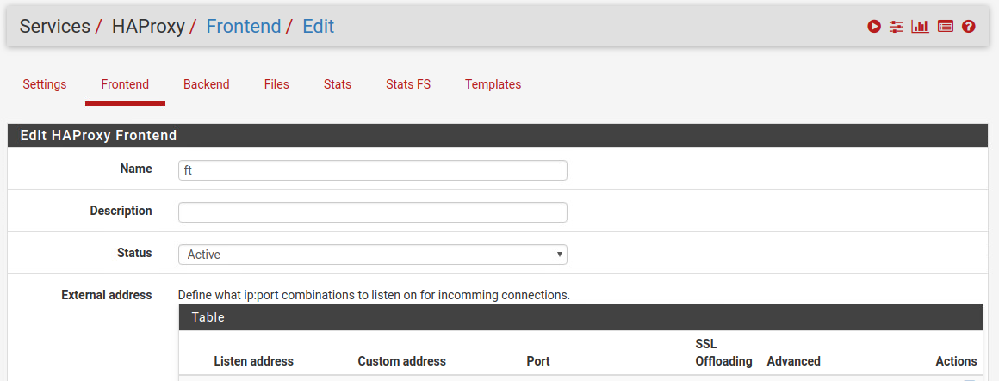 Services / HAProxy / Frontend / Edit
Settings Frontend Backend Files Stats Stats FS Templates
Edit HAProxy Frontend
Name ft
Description
Status Active
External address Define what ip:port combinations to listen on for incomming connections.
Table
SSL
Listen address Custom address Port Offloading Advanced Actions